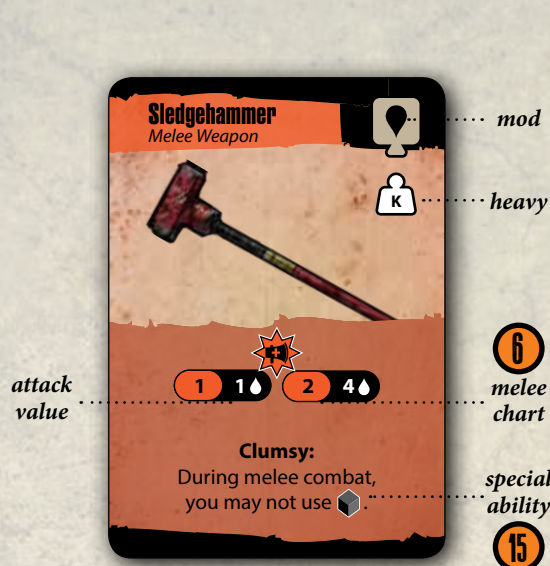 Sledgehammer
Melee Weapon
mod
K
heavy
1 1 2 4
attack
value
6
melee
chart
Clumsy:
During melee combat,
you may not use .
special
ability
15